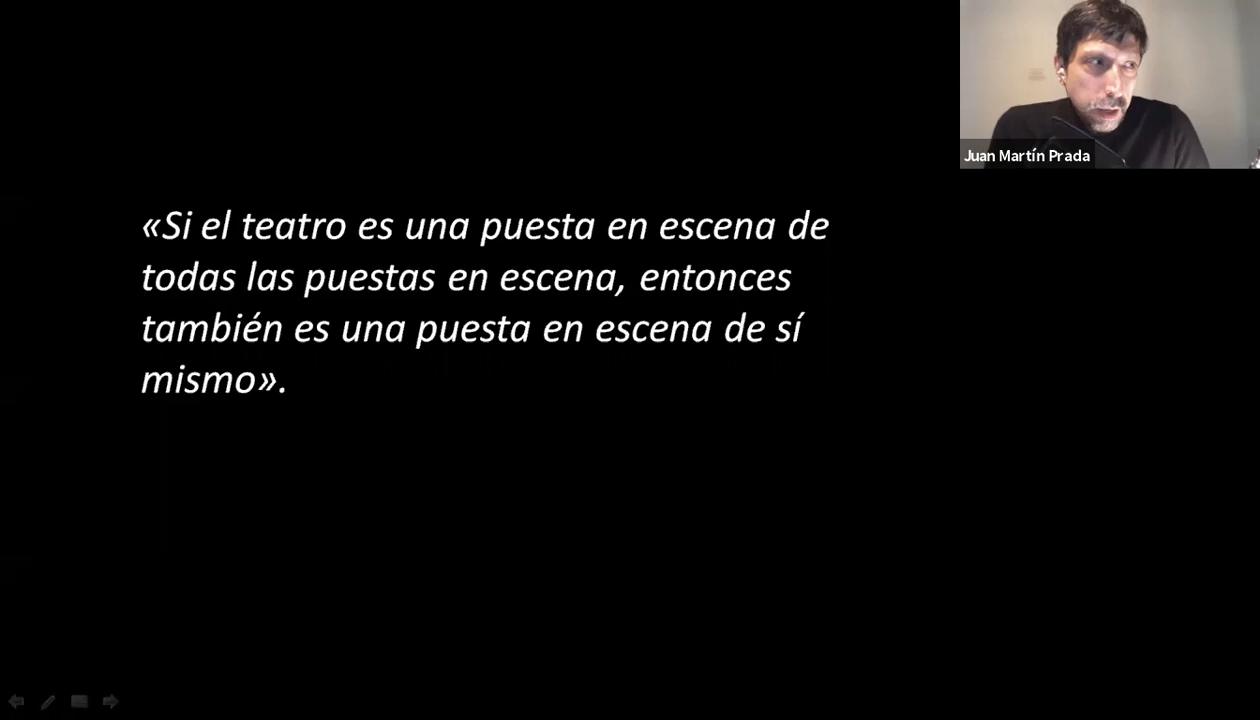 Juan Martín Prada
«Si el teatro es una puesta en escena de
todas las puestas en escena, entonces
también es una puesta en escena de sí
mismo».